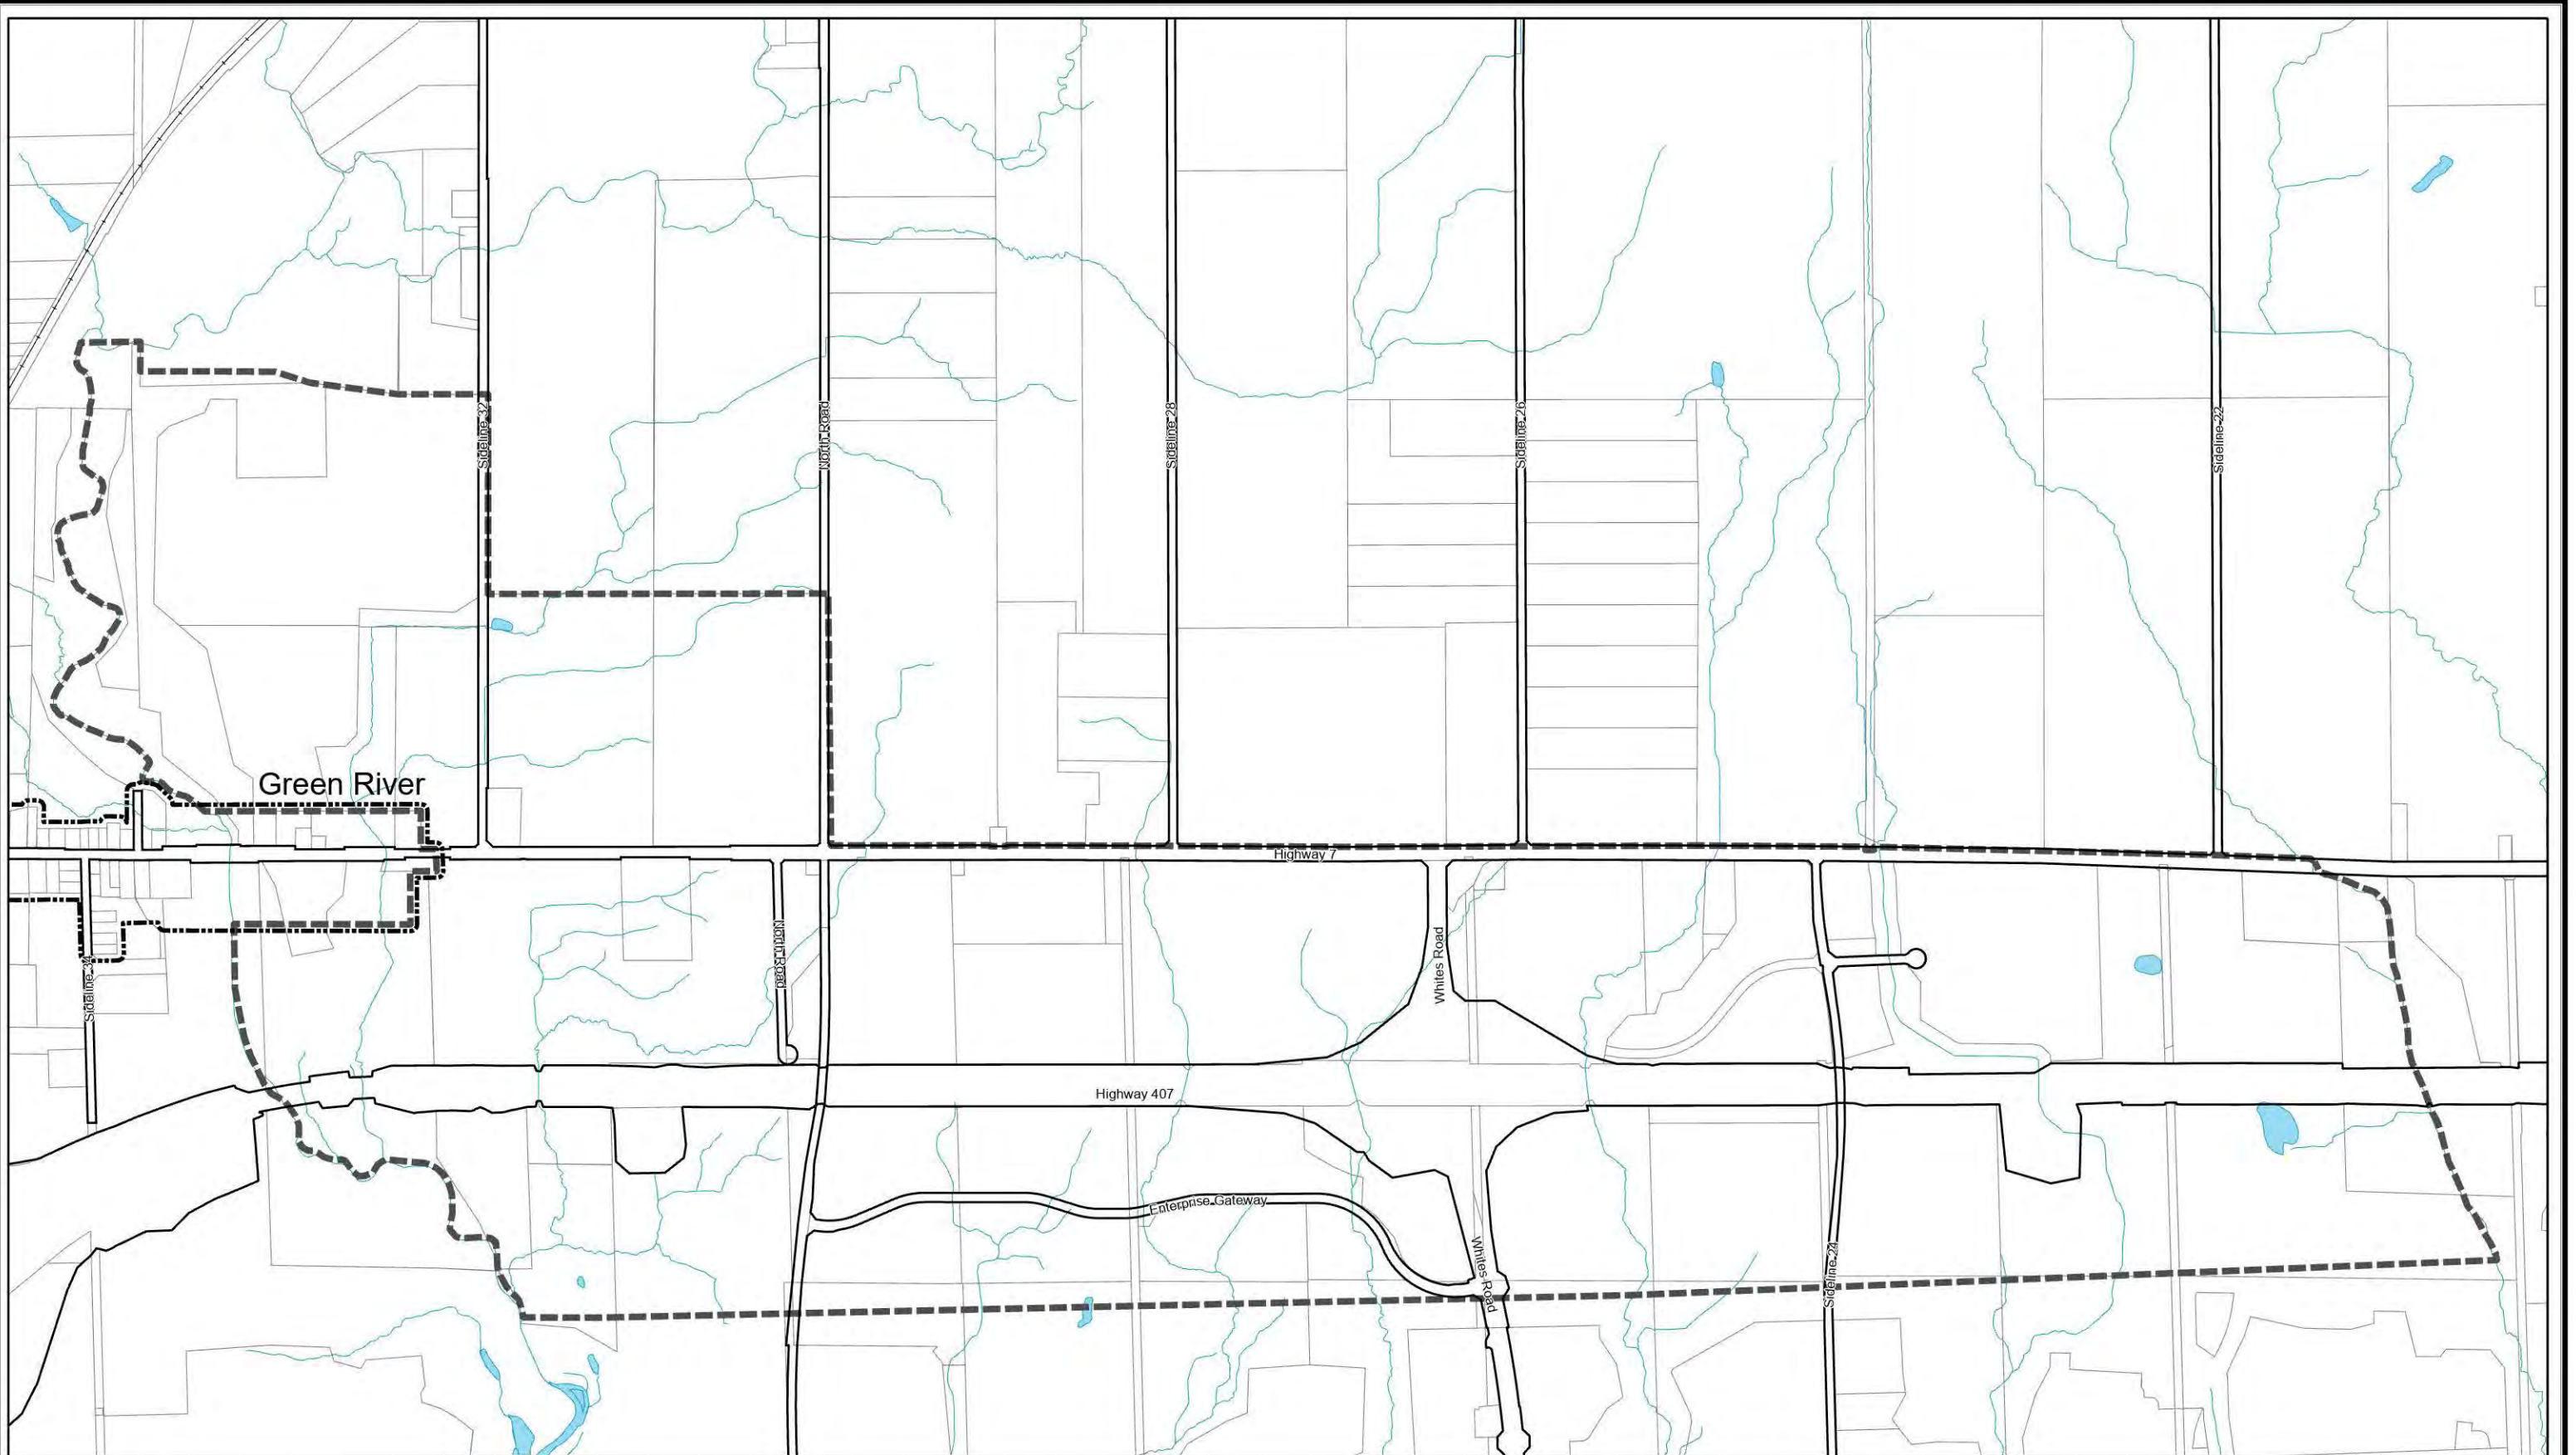 Sideline 32
North Road
Sideline 28
Sideline 26
Sideline 22
Green River
Highway 7
North Road
Whites Road
Sideline 34
Highway 407
Enterprise Gateway
Whites Road
Sideline 24